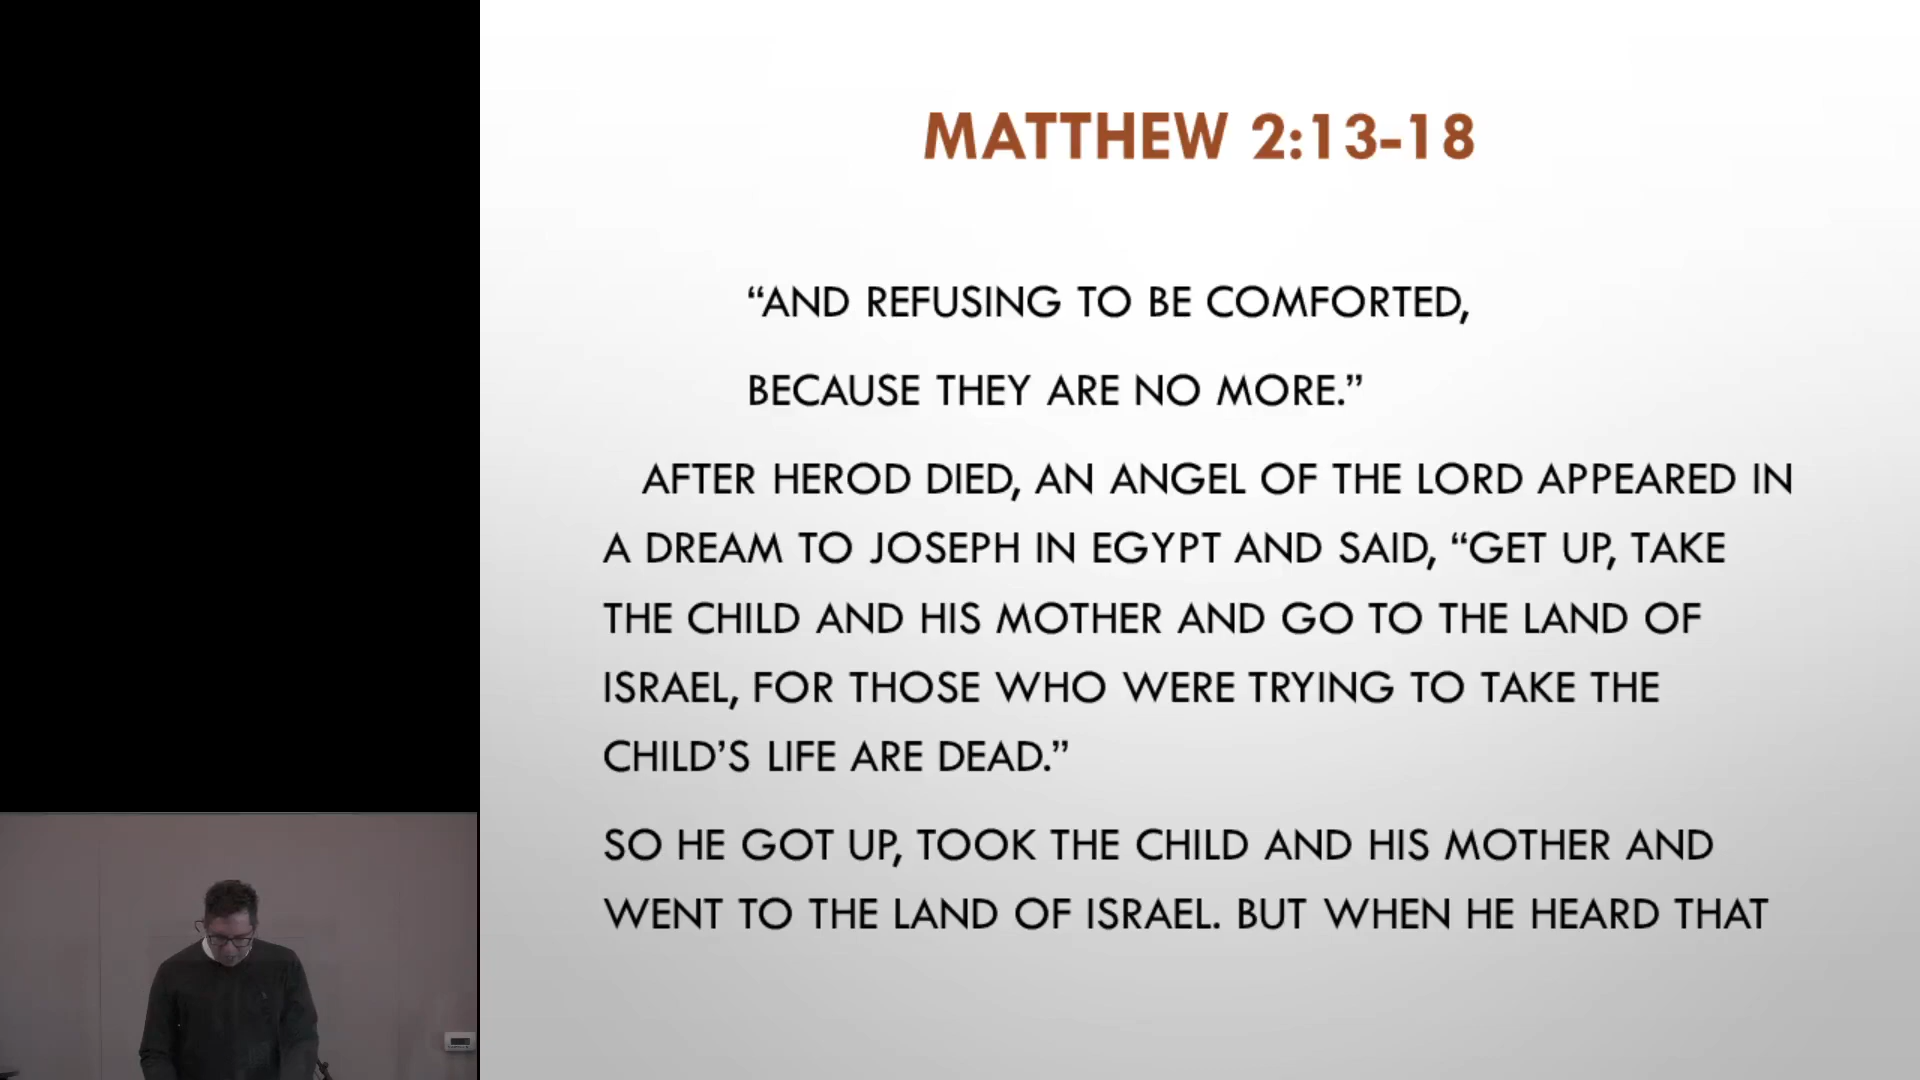 MATTHEW 2:13-18
“AND REFUSING TO BE COMFORTED,
BECAUSE THEY ARE NO MORE.”
AFTER HEROD DIED, AN ANGEL OF THE LORD APPEARED IN
A DREAM TO JOSEPH IN EGYPT AND SAID, “GET UP, TAKE
THE CHILD AND HIS MOTHER AND GO TO THE LAND OF
ISRAEL, FOR THOSE WHO WERE TRYING TO TAKE THE
CHILD’S LIFE ARE DEAD.”
SO HE GOT UP, TOOK THE CHILD AND HIS MOTHER AND
WENT TO THE LAND OF ISRAEL. BUT WHEN HE HEARD THAT